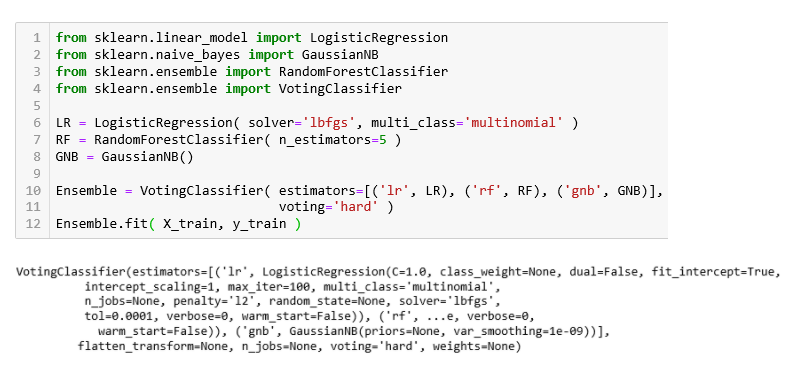 1 from sklearn.linear_model import LogisticRegression
2 from sklearn.naive_bayes import GaussianNB
3 from sklearn.ensemble import RandomForestClassifier
4 from sklearn.ensemble import VotingClassifier
5
6 LR = LogisticRegression( solver='lbfgs', multi_class='multinomial' )
7 RF = RandomForestClassifier( n_estimators=5 )
8 GNB = GaussianNB()
9
10 Ensemble = VotingClassifier( estimators=[('lr', LR), ('rf', RF), ('gnb', GNB)],
11                              voting='hard' )
12 Ensemble.fit( X_train, y_train )
VotingClassifier(estimators=[('lr', LogisticRegression(C=1.0, class_weight=None, dual=False, fit_intercept=True,
          intercept_scaling=1, max_iter=100, multi_class='multinomial',
          n_jobs=None, penalty='l2', random_state=None, solver='lbfgs',
          tol=0.0001, verbose=0, warm_start=False)), ('rf', ...e, verbose=0,
            warm_start=False)), ('gnb', GaussianNB(priors=None, var_smoothing=1e-09))],
         flatten_transform=None, n_jobs=None, voting='hard', weights=None)